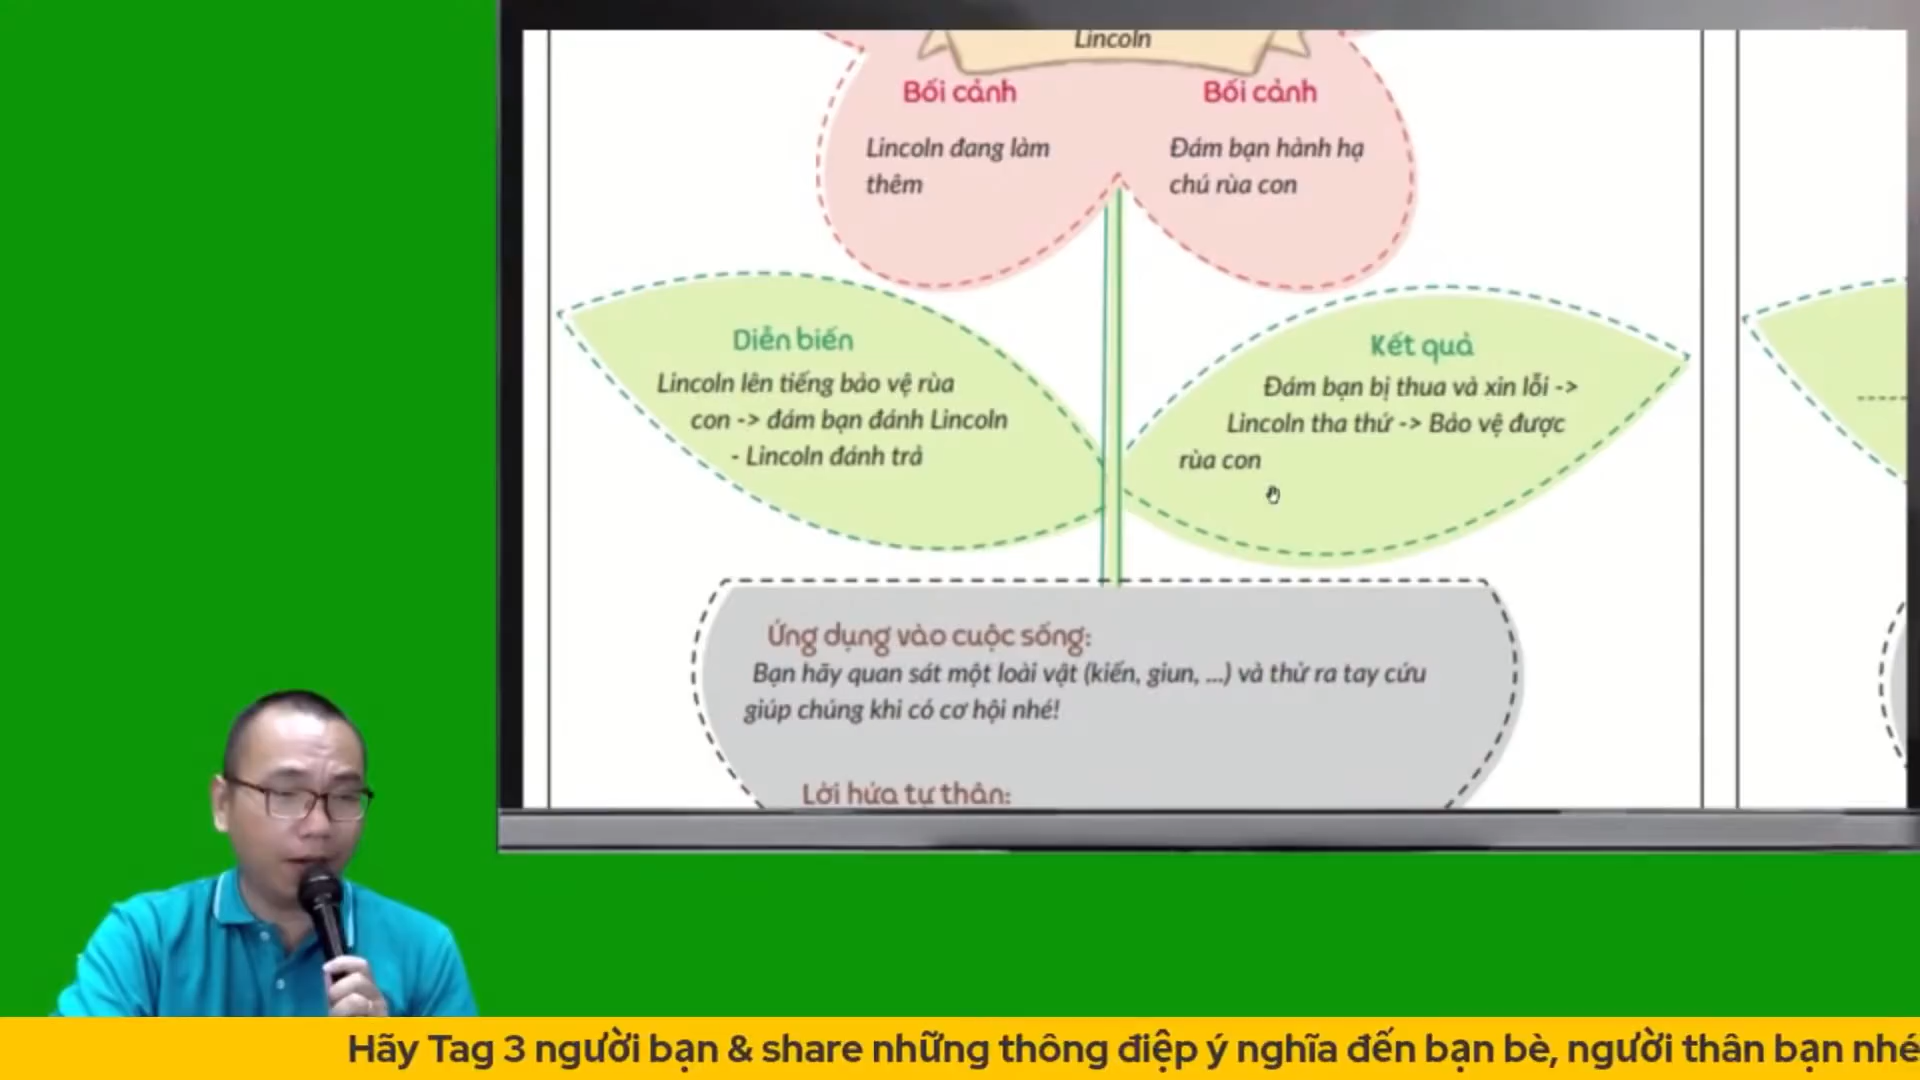 Lincoln
Bối cảnh
Lincoln đang làm
thêm
Bối cảnh
Đám bạn hành hạ
chú rùa con
Diễn biến
Lincoln lên tiếng bảo vệ rùa
con -> đám bạn đánh Lincoln
- Lincoln đánh trả
Kết quả
Đám bạn bị thua và xin lỗi ->
Lincoln tha thứ -> Bảo vệ được
rùa con
Ứng dụng vào cuộc sống:
Bạn hãy quan sát một loài vật (kiến, giun, ...) và thử ra tay cứu
giúp chúng khi có cơ hội nhé!
Lời hứa tự thân:
Hãy Tag 3 người bạn & share những thông điệp ý nghĩa đến bạn bè, người thân bạn nhé